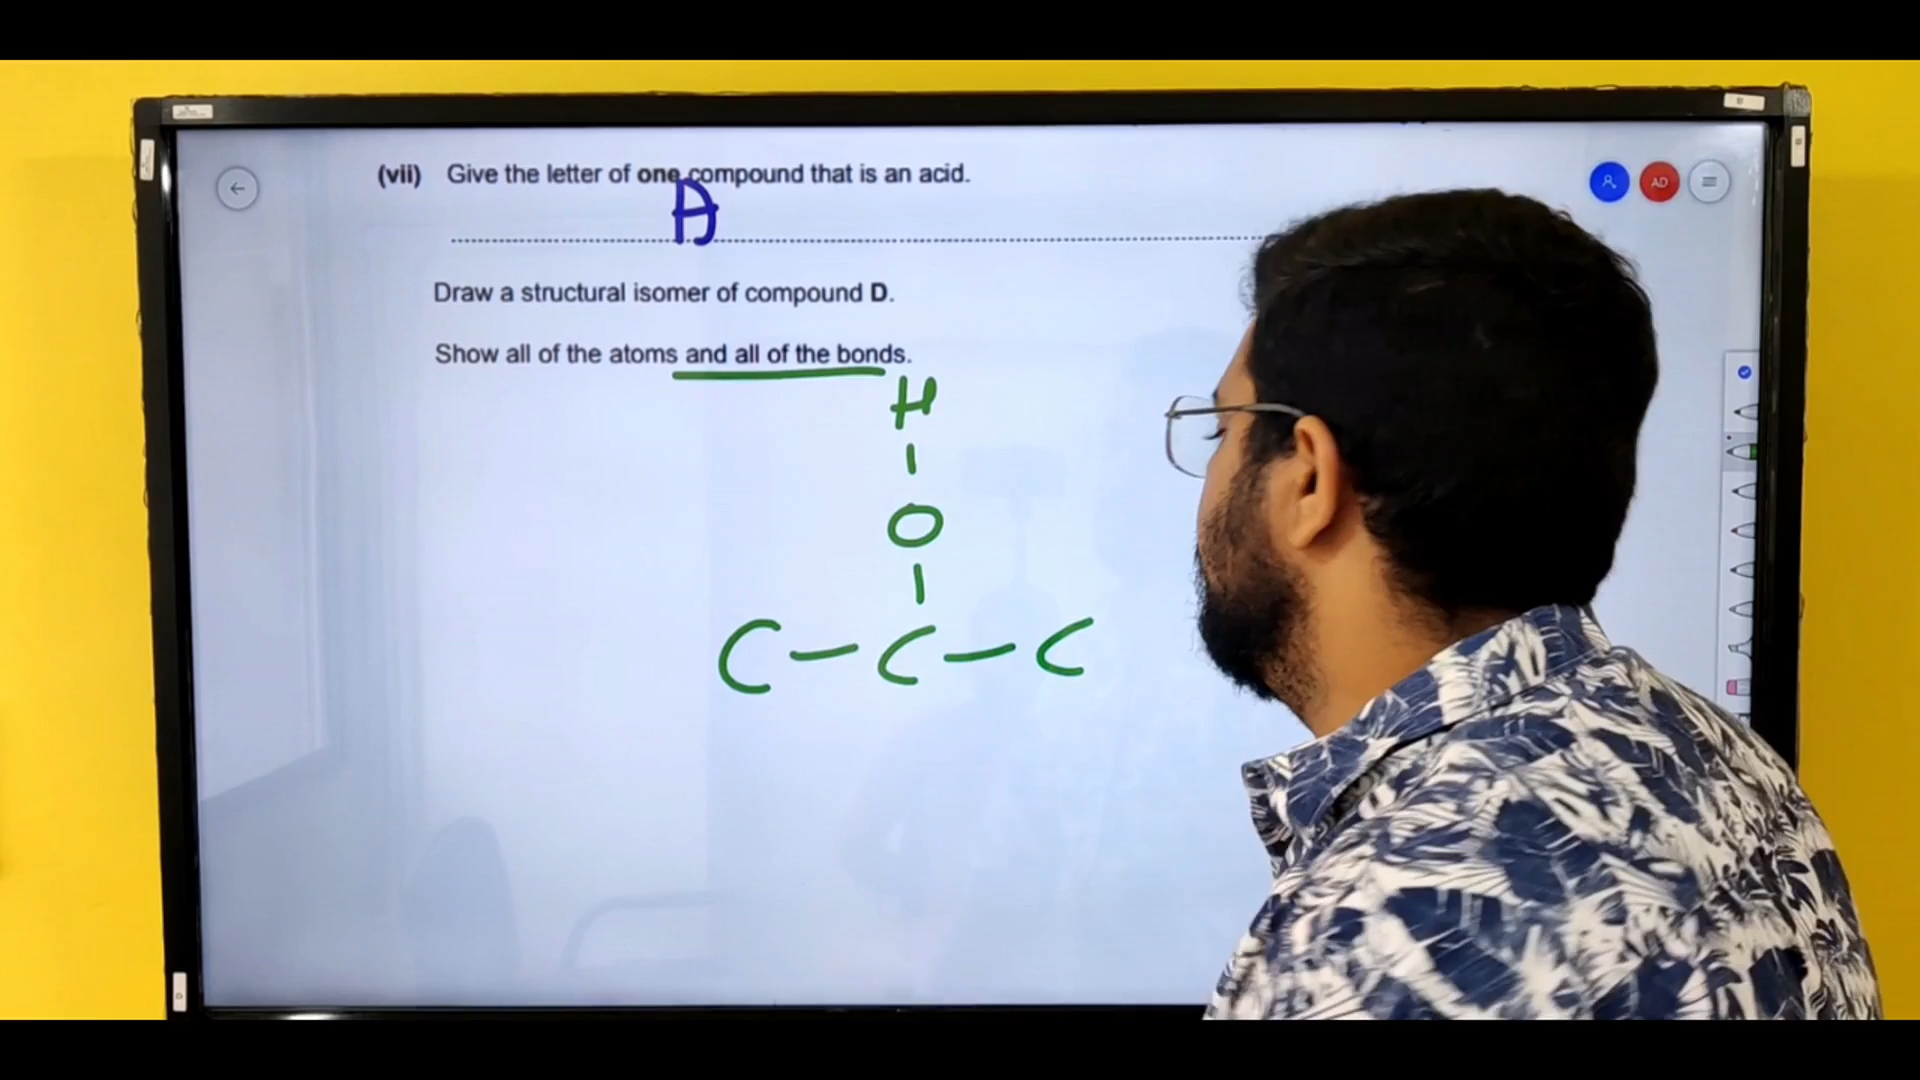 (vii) Give the letter of one compound that is an acid.
A
Draw a structural isomer of compound D.
Show all of the atoms and all of the bonds.
H
O
C - C - C
AD